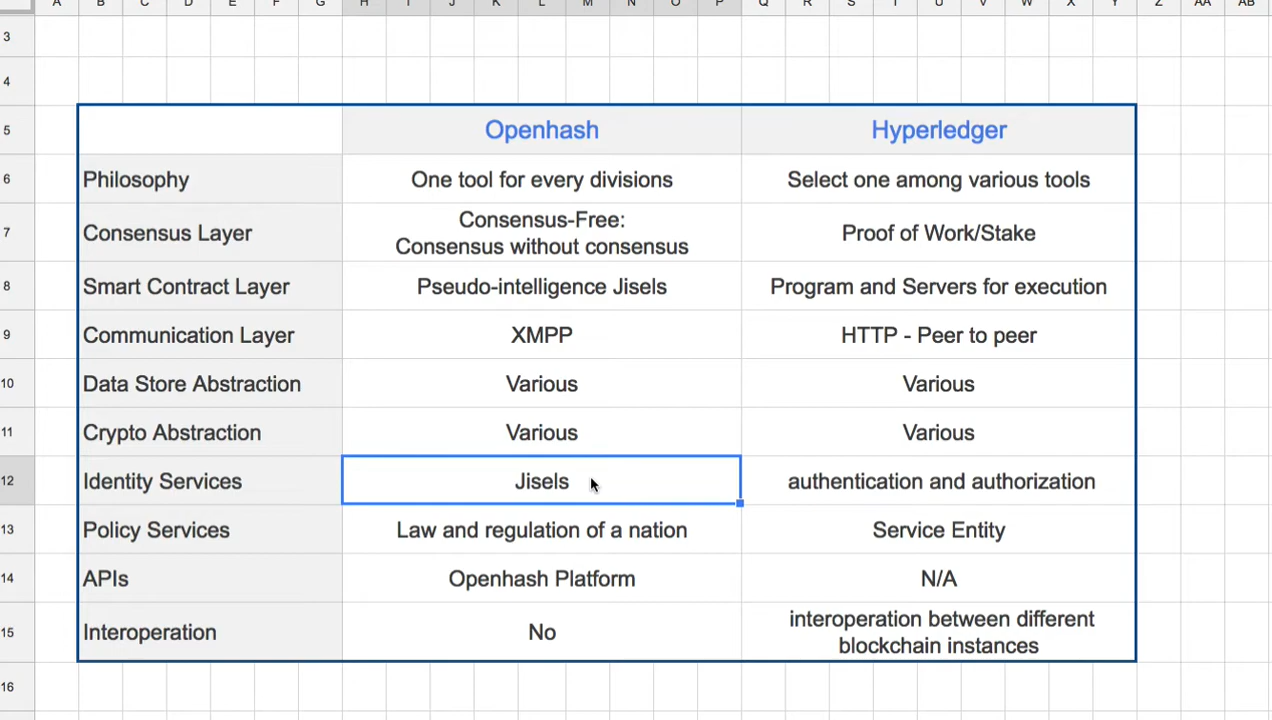 A B C D E F G H I J K L M N O P Q R S T U V W X Y Z AA AB
3
4
5 Openhash Hyperledger
6 Philosophy One tool for every divisions Select one among various tools
Consensus-Free:
7 Consensus Layer Proof of Work/Stake
Consensus without consensus
8 Smart Contract Layer Pseudo-intelligence Jisels Program and Servers for execution
9 Communication Layer XMPP HTTP - Peer to peer
10 Data Store Abstraction Various Various
11 Crypto Abstraction Various Various
12 Identity Services Jisels authentication and authorization
13 Policy Services Law and regulation of a nation Service Entity
14 APIs Openhash Platform N/A
interoperation between different
15 Interoperation No
blockchain instances
16